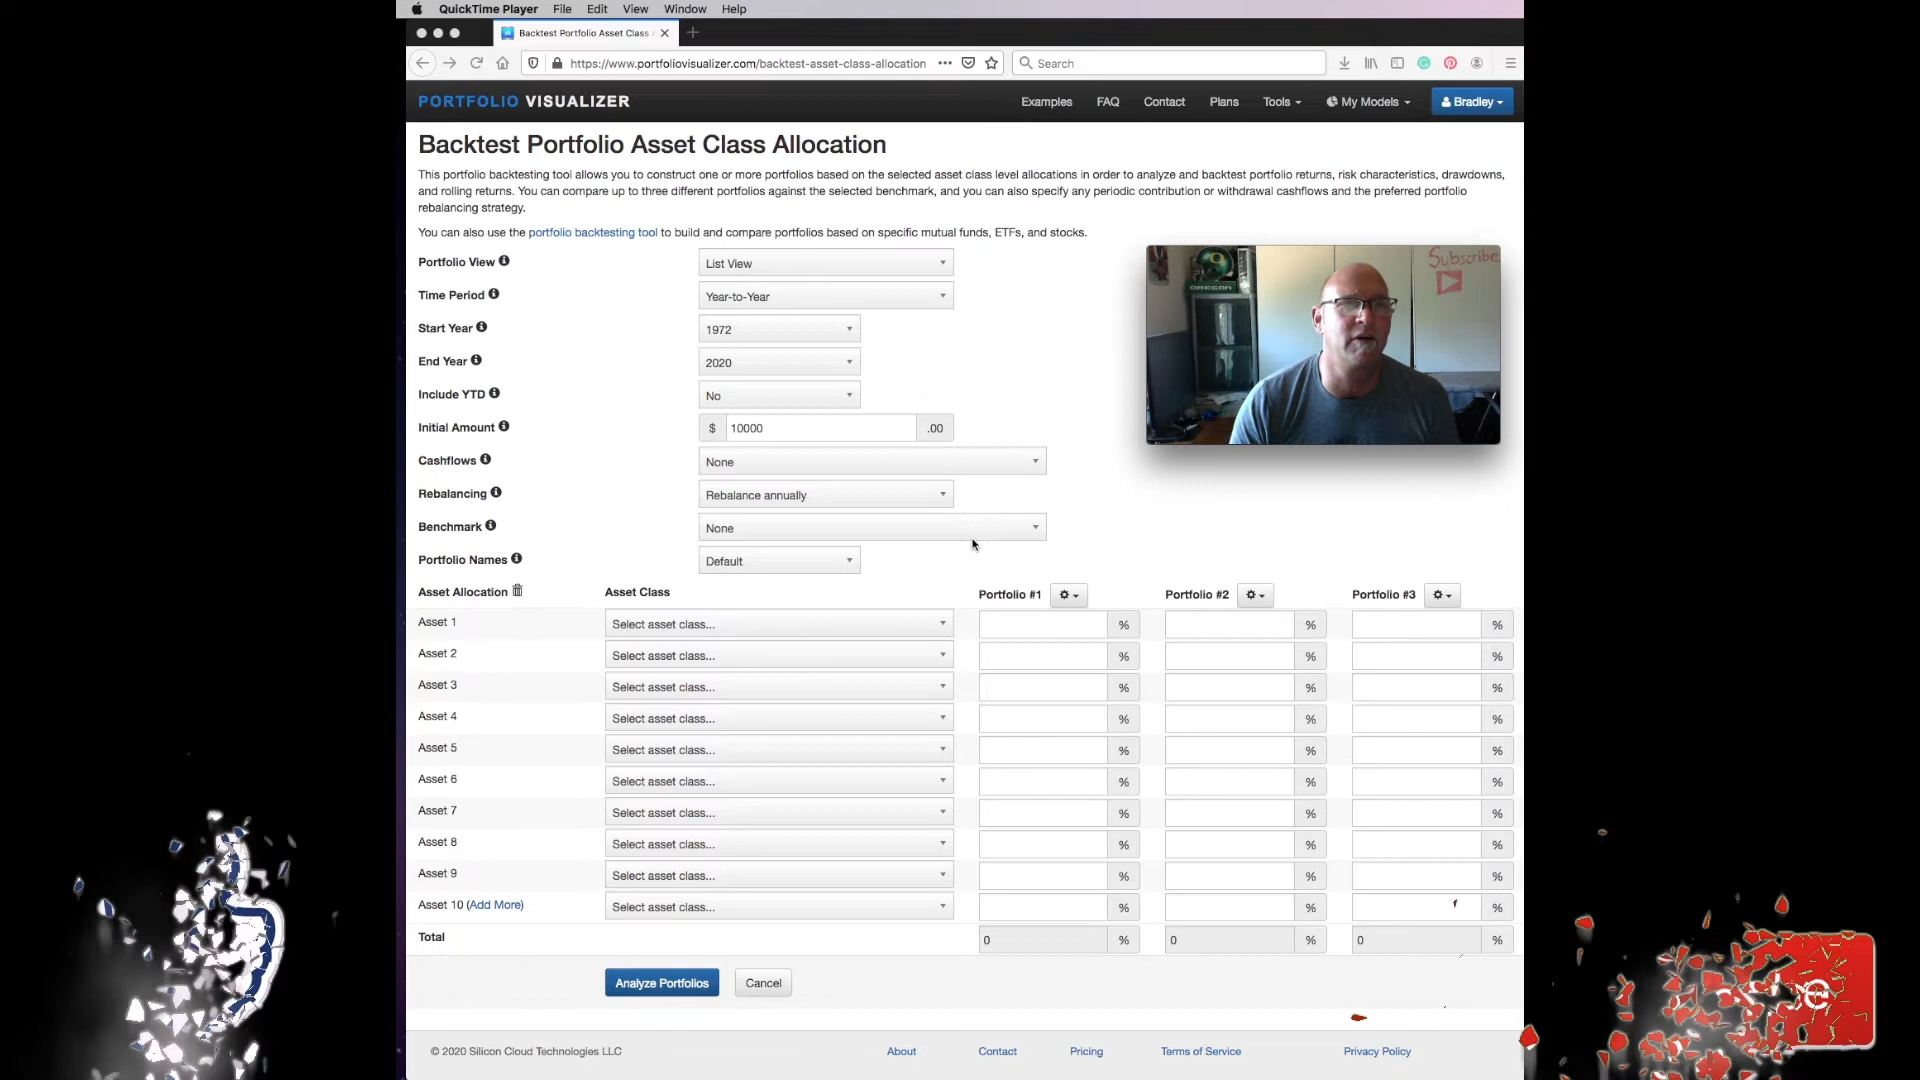 QuickTime Player File Edit View Window Help
Backtest Portfolio Asset Class
https://www.portfoliovisualizer.com/backtest-asset-class-allocation
Search
PORTFOLIO VISUALIZER
Examples FAQ Contact Plans Tools My Models Bradley
Backtest Portfolio Asset Class Allocation
This portfolio backtesting tool allows you to construct one or more portfolios based on the selected asset class level allocations in order to analyze and backtest portfolio returns, risk characteristics, drawdowns,
and rolling returns. You can compare up to three different portfolios against the selected benchmark, and you can also specify any periodic contribution or withdrawal cashflows and the preferred portfolio
rebalancing strategy.
You can also use the portfolio backtesting tool to build and compare portfolios based on specific mutual funds, ETFs, and stocks.
Subscribe
OREGON
Portfolio View List View
Time Period Year-to-Year
Start Year 1972
End Year 2020
Include YTD No
Initial Amount $ 10000 .00
Cashflows None
Rebalancing Rebalance annually
Benchmark None
Portfolio Names Default
Asset Allocation Asset Class Portfolio #1 Portfolio #2 Portfolio #3
Asset 1 Select asset class... % % %
Asset 2 Select asset class... % % %
Asset 3 Select asset class... % % %
Asset 4 Select asset class... % % %
Asset 5 Select asset class... % % %
Asset 6 Select asset class... % % %
Asset 7 Select asset class... % % %
Asset 8 Select asset class... % % %
Asset 9 Select asset class... % % %
Asset 10 (Add More) Select asset class... % % %
Total 0 % 0 % 0 %
Analyze Portfolios Cancel
© 2020 Silicon Cloud Technologies LLC About Contact Pricing Terms of Service Privacy Policy